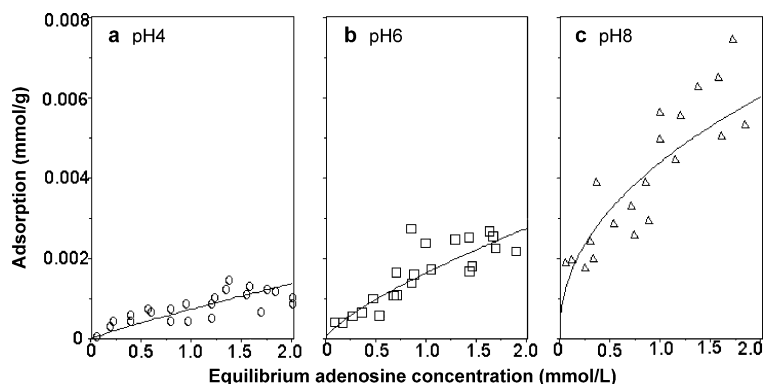 0.008
a pH4
b pH6
c pH8
0.006
0.004
0.002
0
Adsorption (mmol/g)
0 0.5 1.0 1.5 2.0
0 0.5 1.0 1.5 2.0
0 0.5 1.0 1.5 2.0
Equilibrium adenosine concentration (mmol/L)